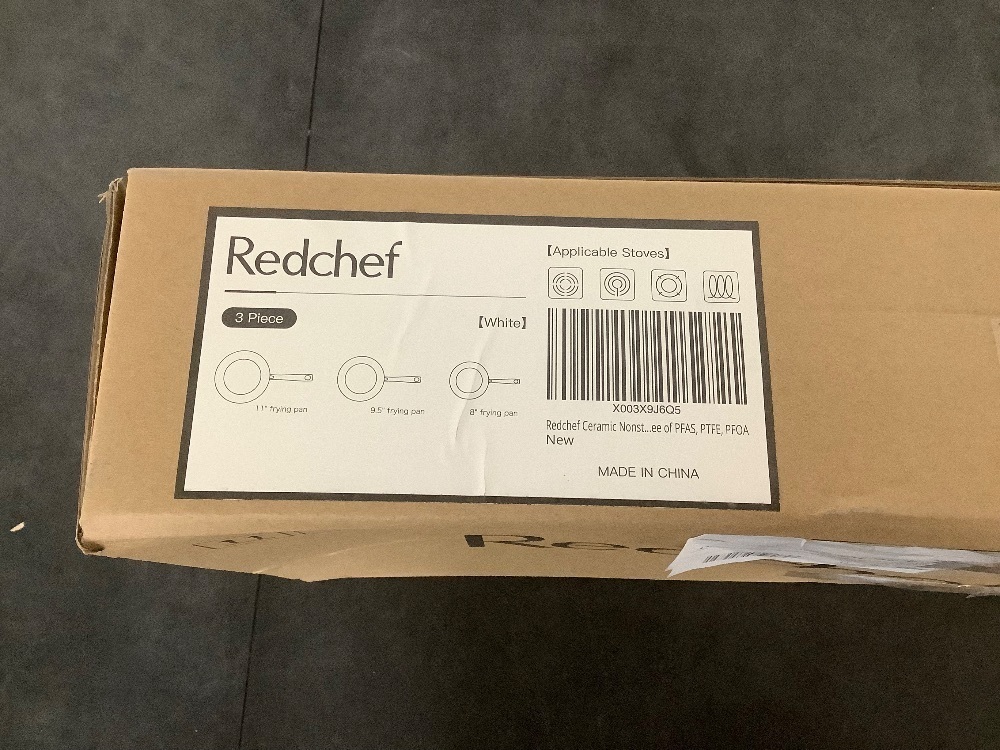 Redchef
3 Piece
【White】
11" frying pan
9.5" frying pan
8" frying pan
【Applicable Stoves】
X003X9J6Q5
Redchef Ceramic Nonst...ee of PFAS, PTFE, PFOA
New
MADE IN CHINA